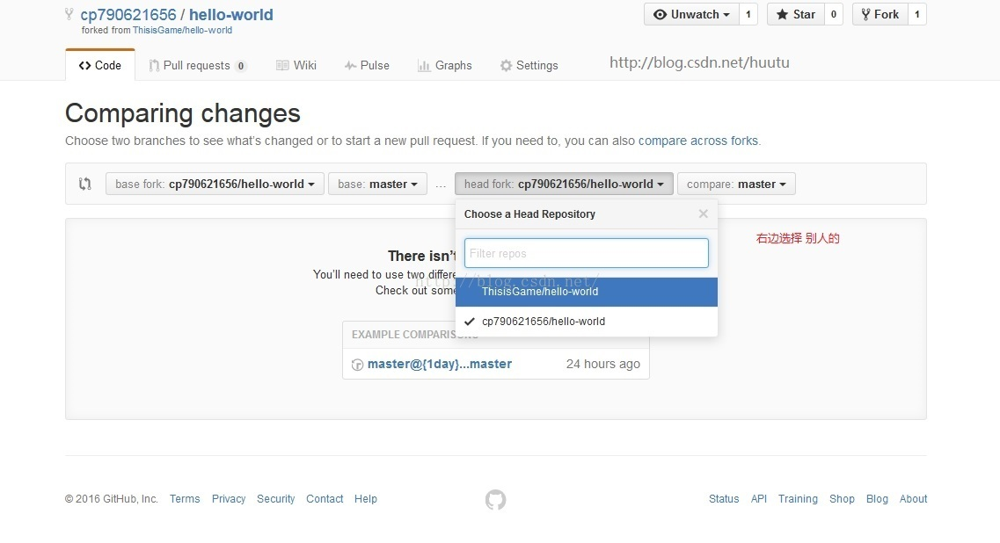 cp790621656 / hello-world
Unwatch 1 Star 0 Fork 1
forked from ThisisGame/hello-world
Code Pull requests 0 Wiki Pulse Graphs Settings http://blog.csdn.net/huutu
Comparing changes
Choose two branches to see what's changed or to start a new pull request. If you need to, you can also compare across forks.
base fork: cp790621656/hello-world base: master ... head fork: cp790621656/hello-world compare: master
Choose a Head Repository
右边选择 别人的
Filter repos
There isn't
You'll need to use two differe
Check out som
http://blog.csdn.net/
ThisisGame/hello-world
cp790621656/hello-world
EXAMPLE COMPARISONS
master@{1day}...master 24 hours ago
© 2016 GitHub, Inc. Terms Privacy Security Contact Help Status API Training Shop Blog About